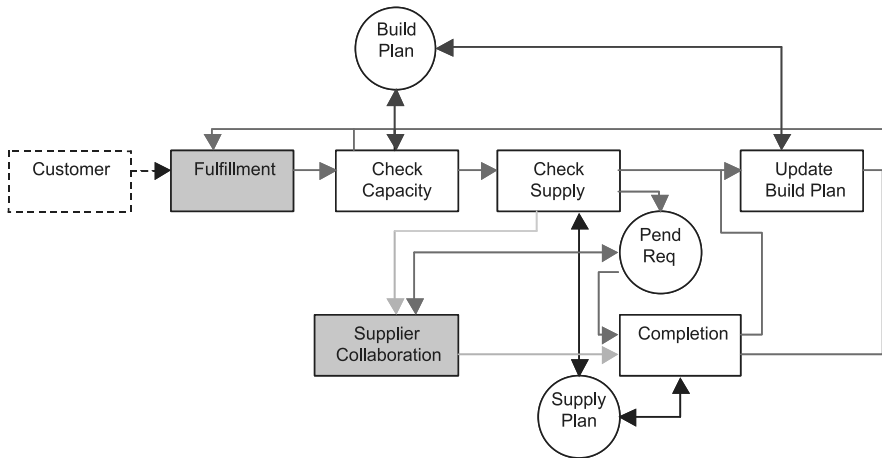 Build
Plan
Customer
Fulfillment
Check
Capacity
Check
Supply
Update
Build Plan
Pend
Req
Supplier
Collaboration
Completion
Supply
Plan